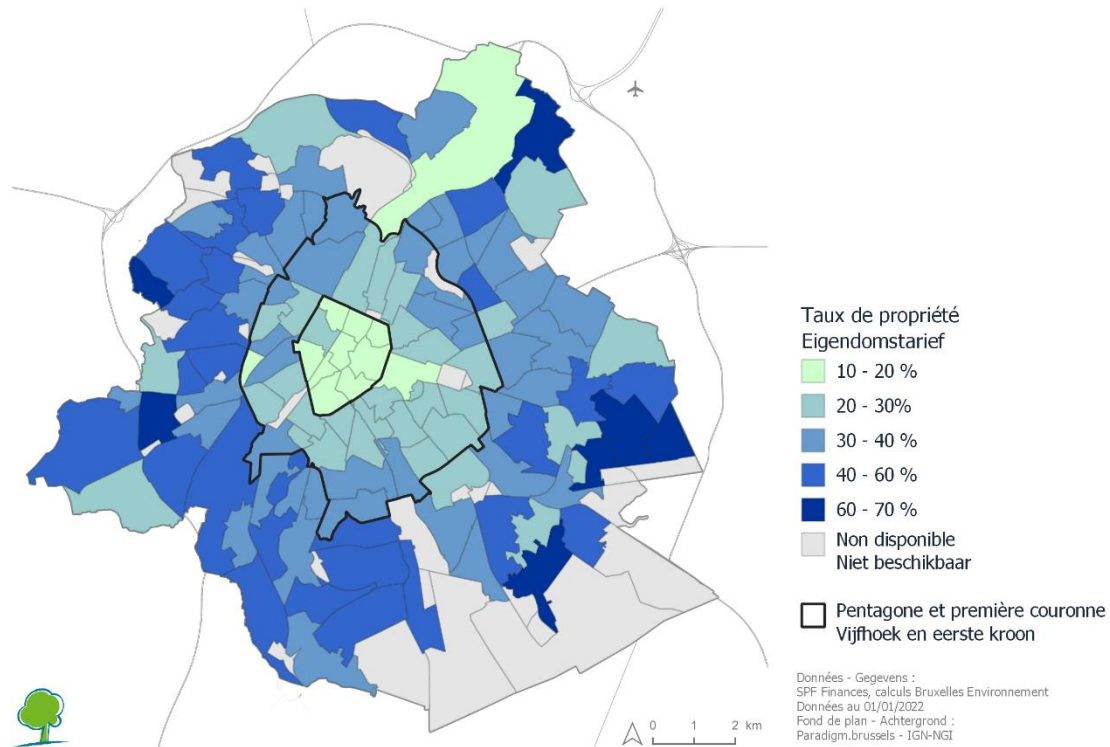 Taux de propriété
Eigendomstarief
10 - 20 %
20 - 30%
30 - 40 %
40 - 60 %
60 - 70 %
Non disponible
Niet beschikbaar
Pentagone et première couronne
Vijfhoek en eerste kroon
Données - Gegevens :
SPF Finances, calculs Bruxelles Environnement
Données au 01/01/2022
Fond de plan - Achtergrond :
Paradigm.brussels - IGN-NGI
0 1 2 km